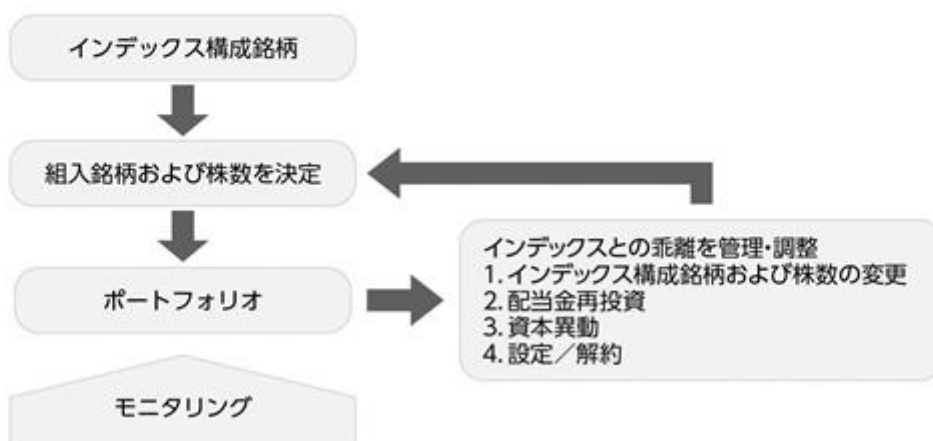 インデックス構成銘柄
組入銘柄および株数を決定
ポートフォリオ
インデックスとの乖離を管理・調整
1. インデックス構成銘柄および株数の変更
2. 配当金再投資
3. 資本異動
4. 設定／解約
モニタリング